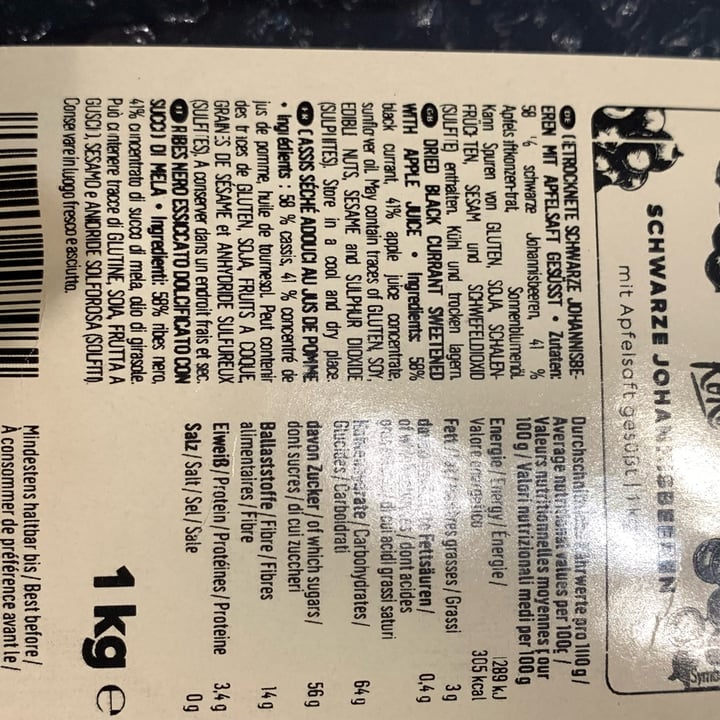 SCHWARZE JOHANNISBEEREN
mit Apfelsaft gesüßt | 1 k
DE GETROCKNETE SCHWARZE JOHANNISBE-
EREN MIT APFELSAFT GESÜSST • Zutaten:
58 % schwarze Johannisbeeren, 41 %
Apfelsaftkonzentrat, Sonnenblumenöl.
Kann Spuren von GLUTEN, SOJA, SCHALEN-
FRÜCHTEN, SESAM und SCHWEFELDIOXID
(SULFITE) enthalten. Kühl und trocken lagern.
GB DRIED BLACK CURRANT SWEETENED
WITH APPLE JUICE • Ingredients: 58%
black currant, 41% apple juice concentrate,
sunflower oil. May contain traces of GLUTEN, SOY,
EDIBLE NUTS, SESAME and SULPHUR DIOXIDE
(SULPHITES). Store in a cool and dry place.
FR CASSIS SÉCHÉ ADOUCI AU JUS DE POMME
• Ingrédients : 58 % cassis, 41 % concentré de
jus de pomme, huile de tournesol. Peut contenir
des traces de GLUTEN, SOJA, FRUITS A COQUE,
GRAINES DE SÉSAME et ANHYDRIDE SULFUREUX
(SULFITES). A conserver dans un endroit frais et sec.
IT RIBES NERO ESSICCATO DOLCIFICATO CON
SUCCO DI MELA • Ingredienti: 58% ribes nero,
41% concentrato di succo di mela, olio di girasole.
Può contenere tracce di GLUTINE, SOIA, FRUTTA A
GUSCIO, SESAMO e ANIDRIDE SOLFOROSA (SOLFITI).
Conservare in luogo fresco e asciutto.
Durchschnittliche Nährwerte pro 100 g /
Average nutritional values per 100g /
Valeurs nutritionnelles moyennes pour
100 g / Valori nutrizionali medi per 100 g
Energie / Energy / Énergie / 1289 kJ
Valore energetico 305 kcal
Fett / Fat / Matières grasses / Grassi 3 g
davon gesättigte Fettsäuren / 0,4 g
of which saturates / dont acides
gras / di cui acidi grassi saturi
Kohlenhydrate / Carbohydrates / 64 g
Glucides / Carboidrati
davon Zucker / of which sugars / 56 g
dont sucres / di cui zuccheri
Ballaststoffe / Fibre / Fibres 14 g
alimentaires / Fibre
Eiweiß / Protein / Protéines / Proteine 3,4 g
Salz / Salt / Sel / Sale 0 g
1 kg e
Mindestens haltbar bis / Best before /
À consommer de préférence avant le /